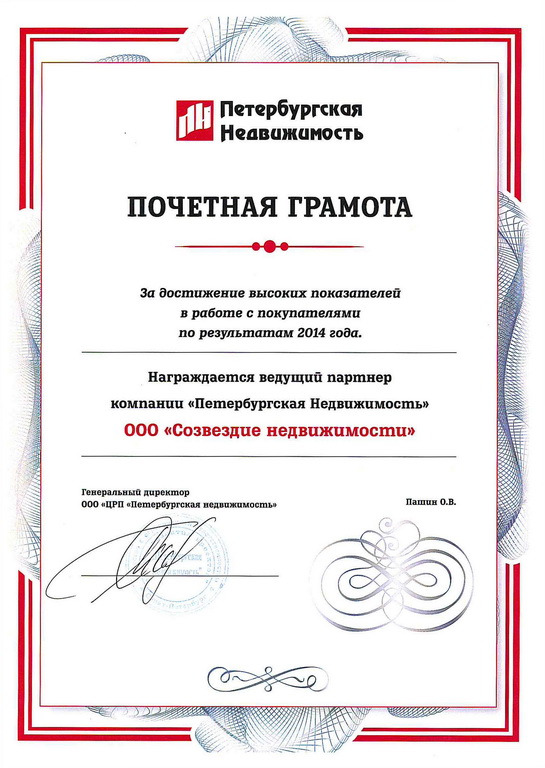 Петербургская
Недвижимость
ПОЧЕТНАЯ ГРАМОТА
За достижение высоких показателей
в работе с покупателями
по результатам 2014 года.
Награждается ведущий партнер
компании «Петербургская Недвижимость»
ООО «Созвездие недвижимости»
Генеральный директор
ООО «ЦРП «Петербургская недвижимость»
Пашин О.В.